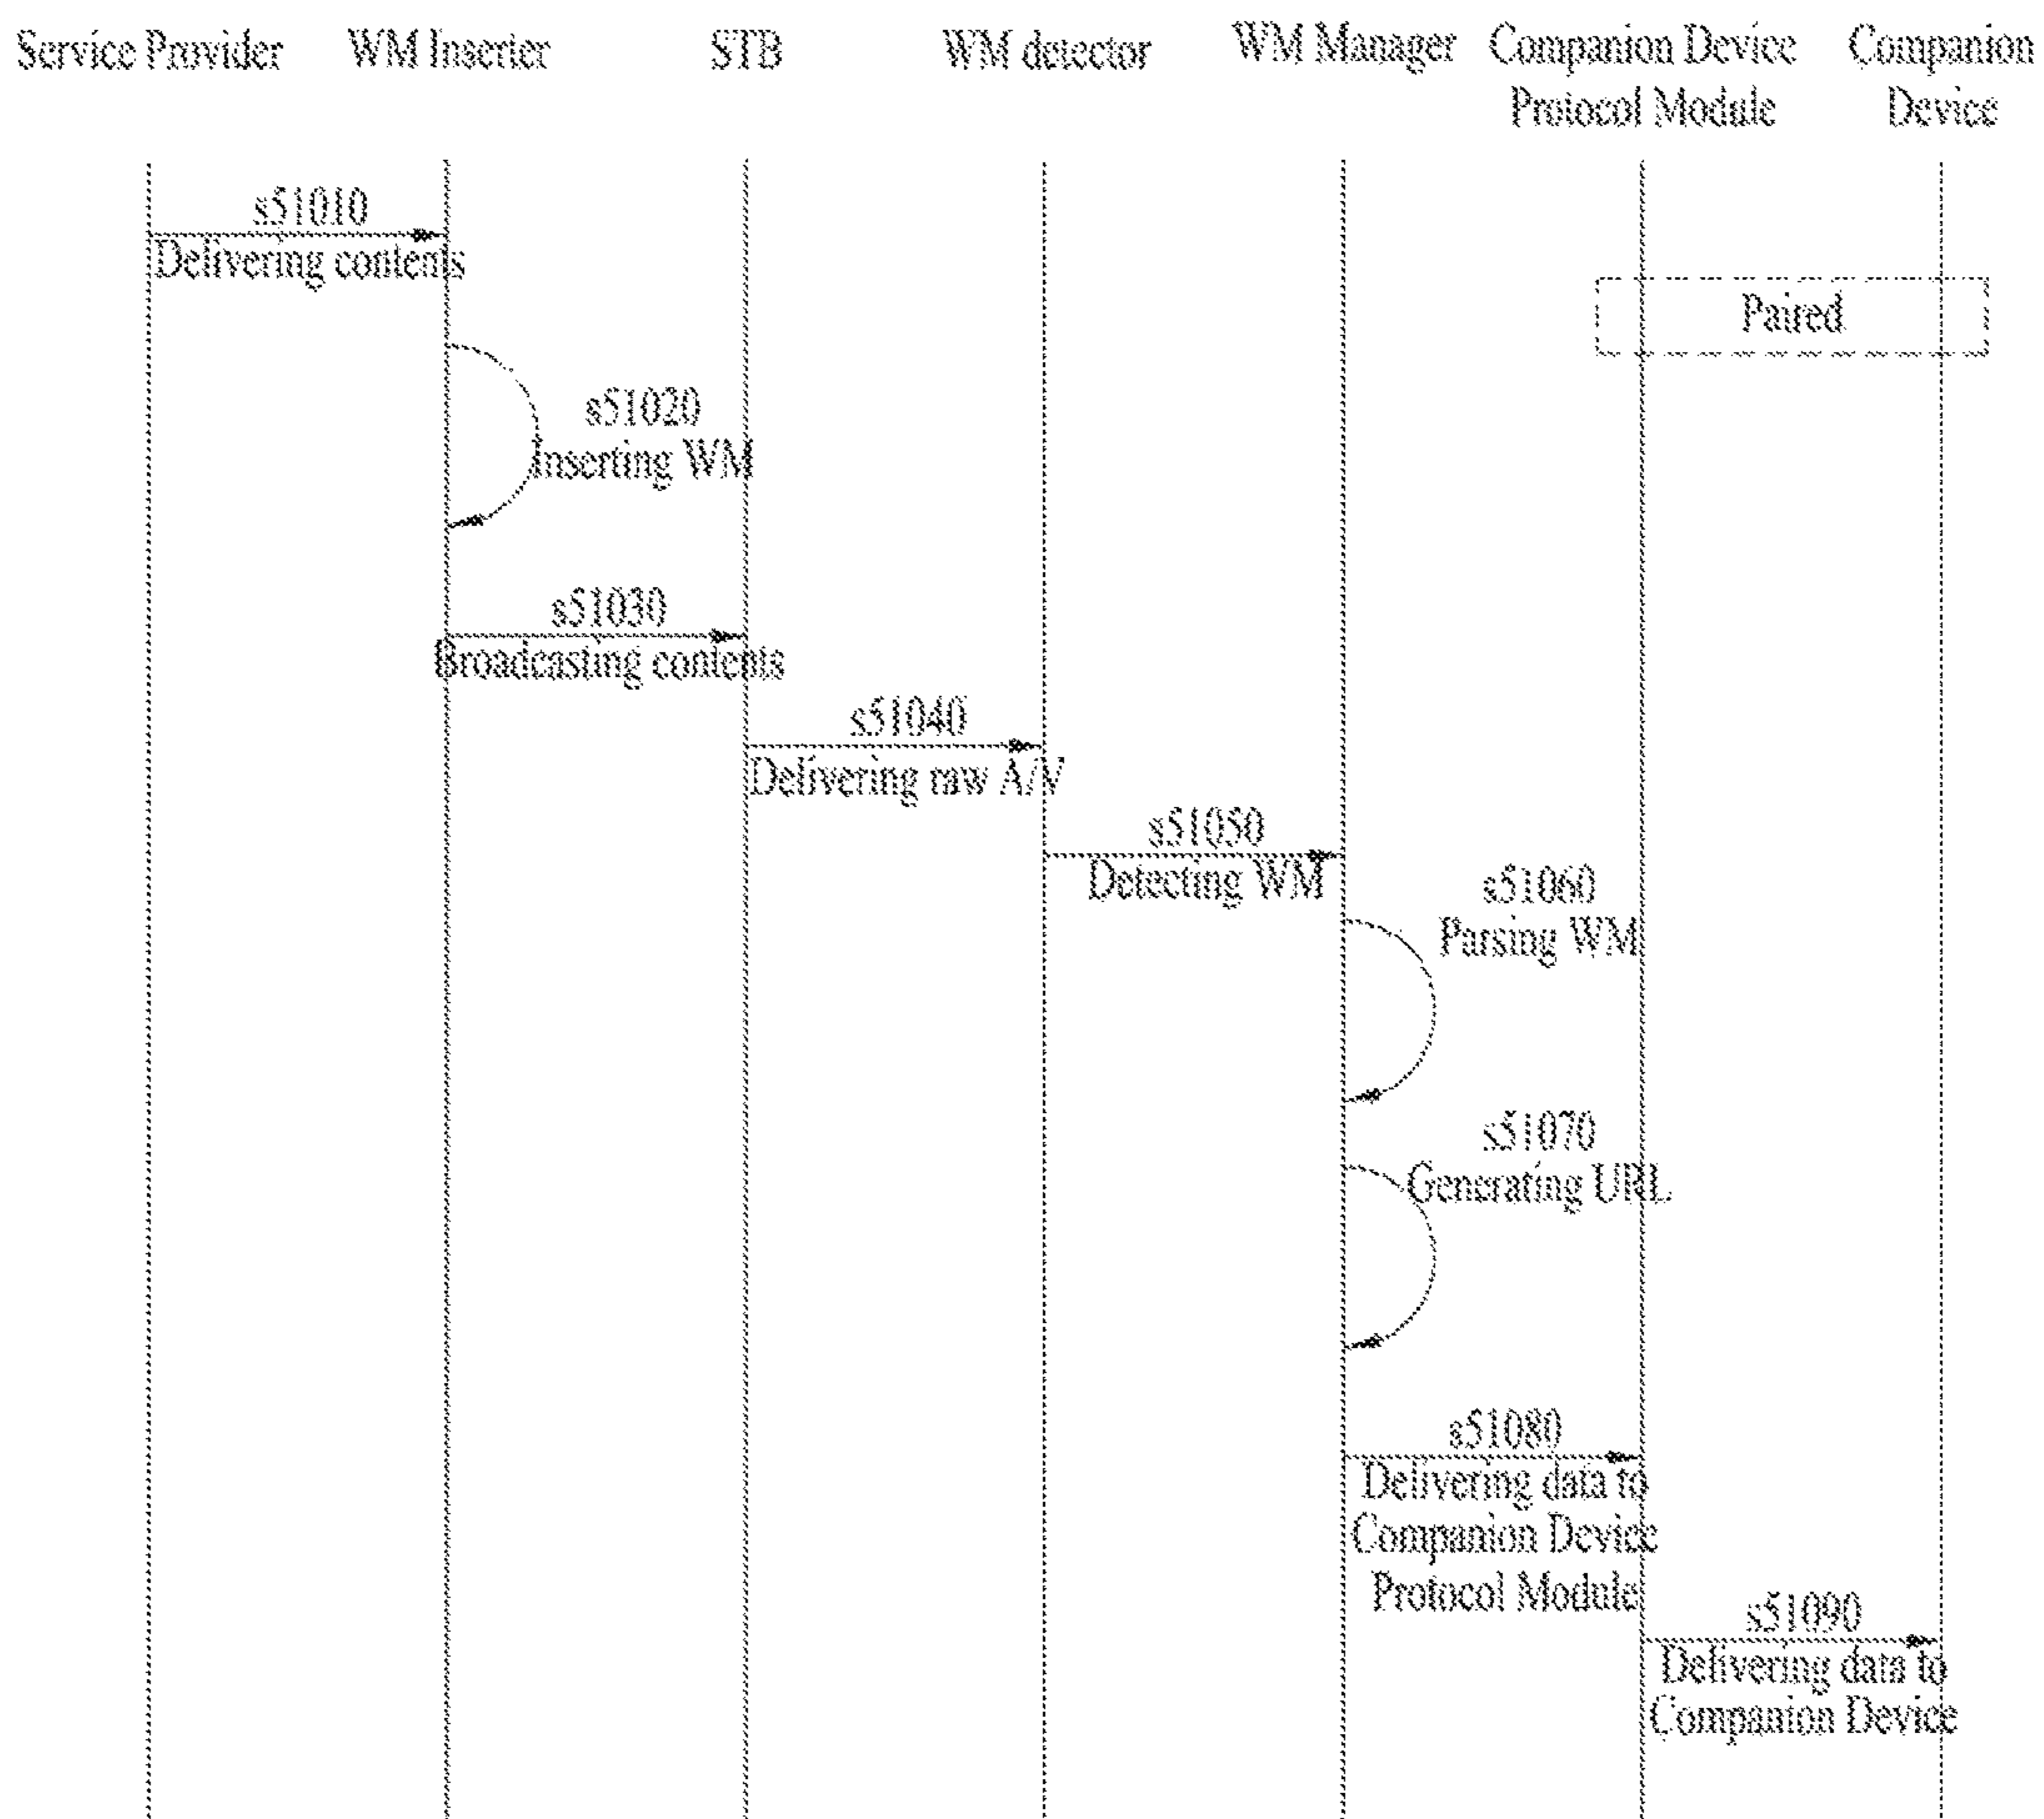 Service Provider
WM Inserter
STB
WM detector
WM Manager
Companion Device
Protocol Module
Companion
Device
s51010
Delivering contents
Paired
s51020
Inserting WM
s51030
Broadcasting contents
s51040
Delivering raw A/V
s51050
Detecting WM
s51060
Parsing WM
s51070
Generating URL
s51080
Delivering data to
Companion Device
Protocol Module
s51090
Delivering data to
Companion Device